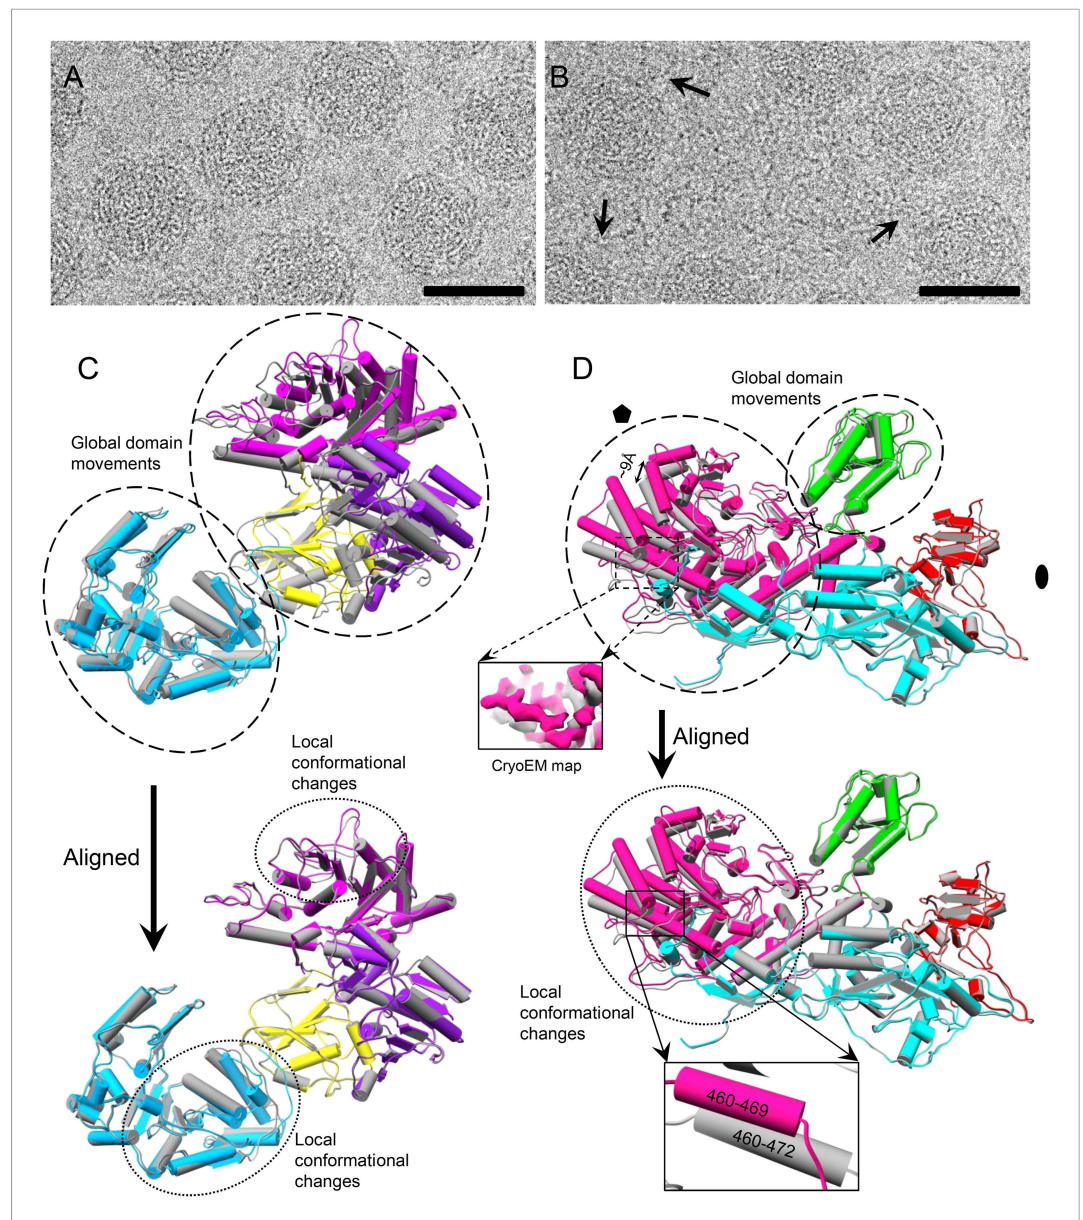 A
B
C
D
Global domain
movements
Global domain
movements
~9Å
CryoEM map
Aligned
Local
conformational
changes
Aligned
Local
conformational
changes
Local
conformational
changes
460-469
460-472